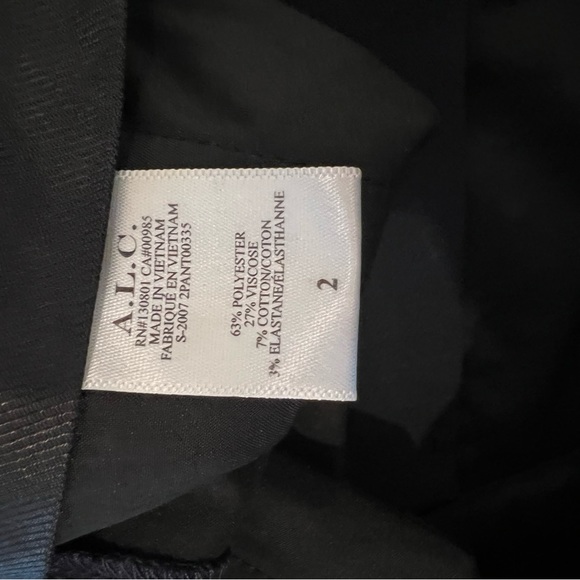 A.L.C.
RN#130801 CA#00985
MADE IN VIETNAM
FABRIQUE EN VIETNAM
S-2007 2PANT00335
63% POLYESTER
27% VISCOSE
7% COTTON/COTON
3% ELASTANE/ÉLASTHANNE
2